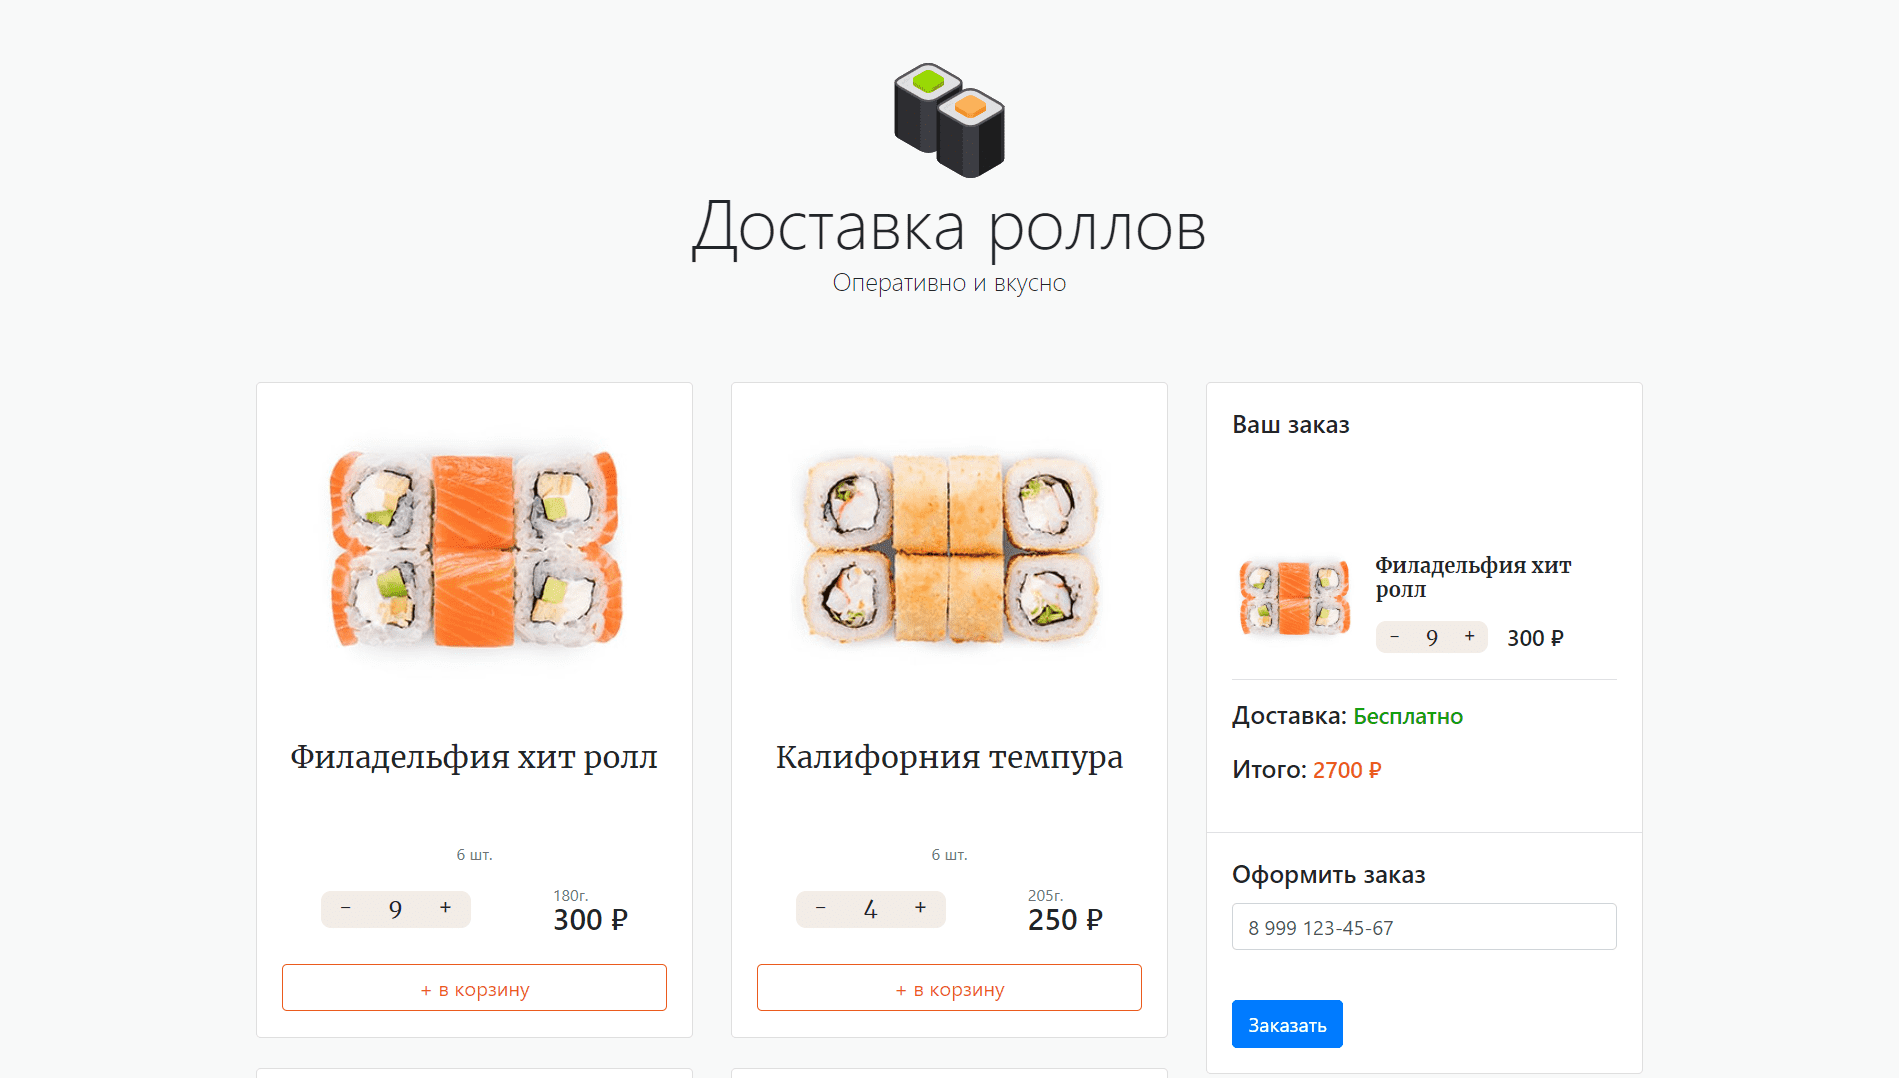 Доставка роллов
Оперативно и вкусно
Филадельфия хит ролл
6 шт.
- 9 +
180г.
300 ₽
+ в корзину
Калифорния темпура
6 шт.
- 4 +
205г.
250 ₽
+ в корзину
Ваш заказ
Филадельфия хит
ролл
- 9 + 300 ₽
Доставка: Бесплатно
Итого: 2700 ₽
Оформить заказ
8 999 123-45-67
Заказать